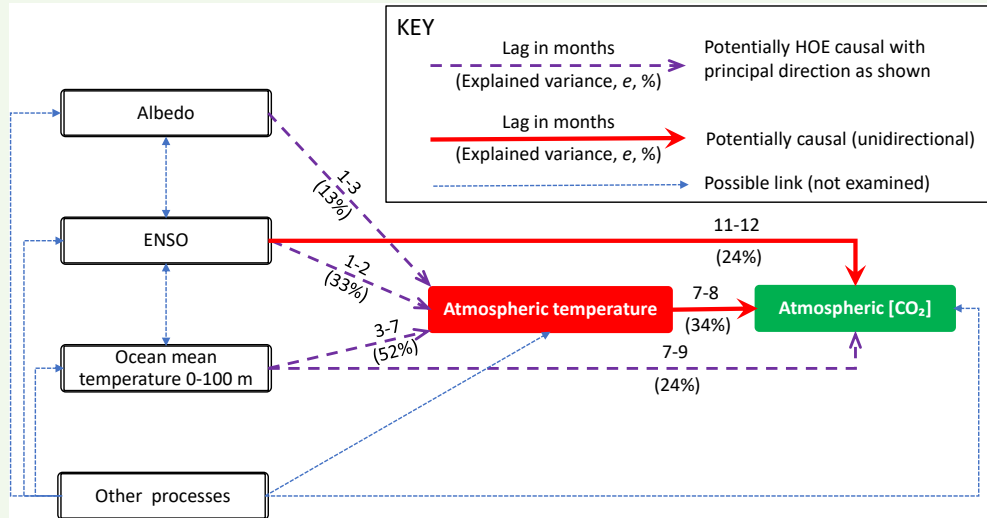 KEY
Lag in months
(Explained variance, e, %)
Potentially HOE causal with
principal direction as shown
Lag in months
(Explained variance, e, %)
Potentially causal (unidirectional)
Possible link (not examined)
Albedo
1-3
(13%)
ENSO
11-12
(24%)
1-2
(33%)
Atmospheric temperature
7-8
(34%)
Atmospheric [CO₂]
3-7
(52%)
Ocean mean
temperature 0-100 m
7-9
(24%)
Other processes